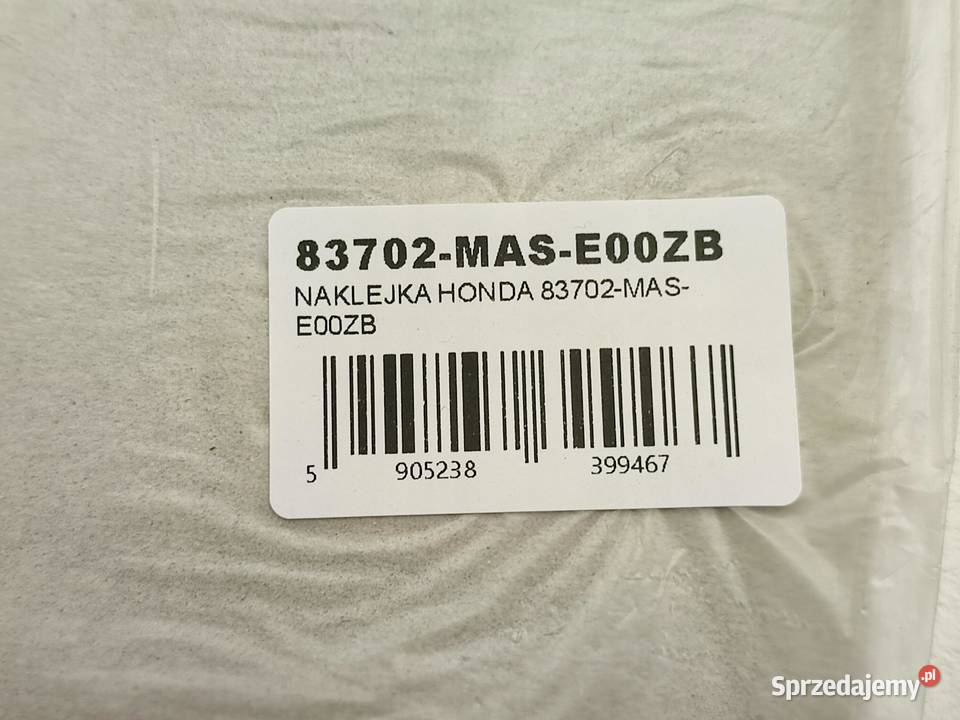 83702-MAS-E00ZB
NAKLEJKA HONDA 83702-MAS-
E00ZB
5 905238 399467
Sprzedajemy.pl